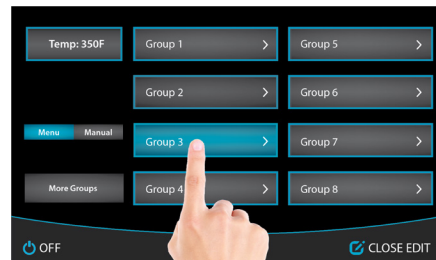 Temp: 350F
Group 1
Group 5
Group 2
Group 6
Menu
Manual
Group 3
Group 7
More Groups
Group 4
Group 8
OFF
CLOSE EDIT